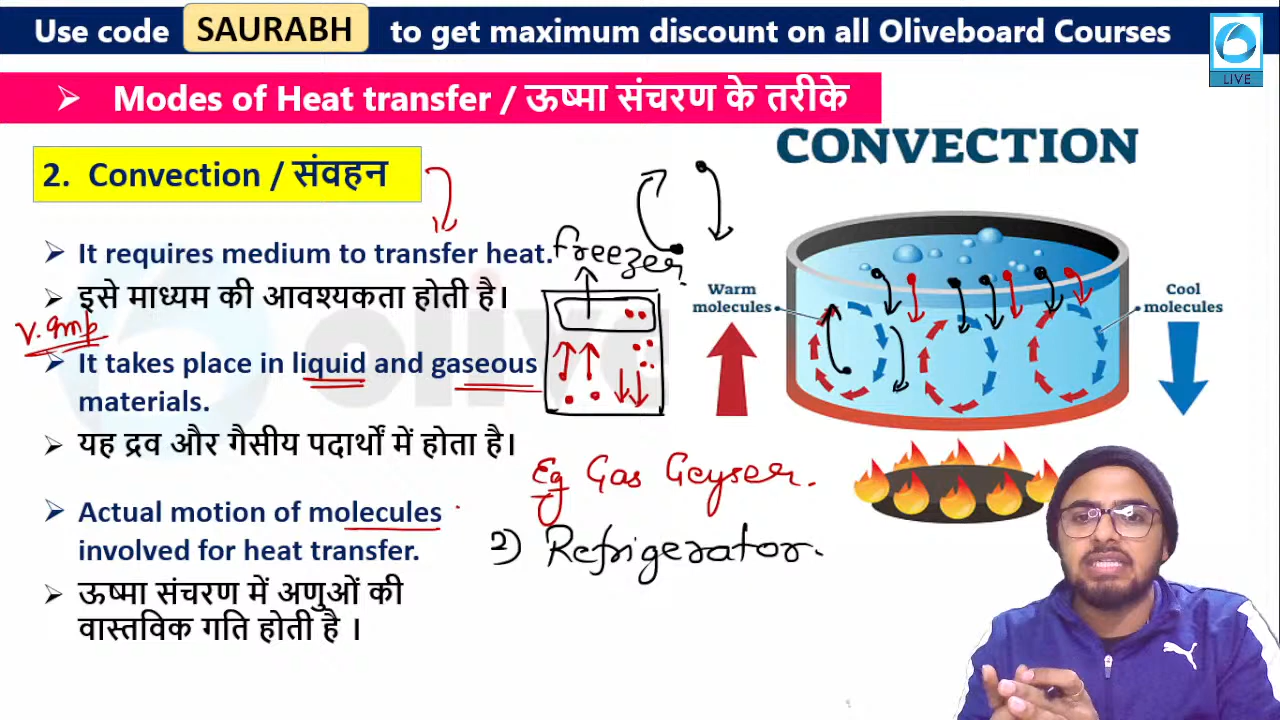 Use code SAURABH to get maximum discount on all Oliveboard Courses
LIVE
➢ Modes of Heat transfer / ऊष्मा संचरण के तरीके
CONVECTION
2. Convection / संवहन
➢ It requires medium to transfer heat.
➢ इसे माध्यम की आवश्यकता होती है।
V. Imp
➢ It takes place in liquid and gaseous
materials.
➢ यह द्रव और गैसीय पदार्थों में होता है।
➢ Actual motion of molecules
involved for heat transfer.
➢ ऊष्मा संचरण में अणुओं की
वास्तविक गति होती है ।
freezer.
Warm
molecules
Cool
molecules
Eg Gas Geyser.
2) Refrigerator.
olive